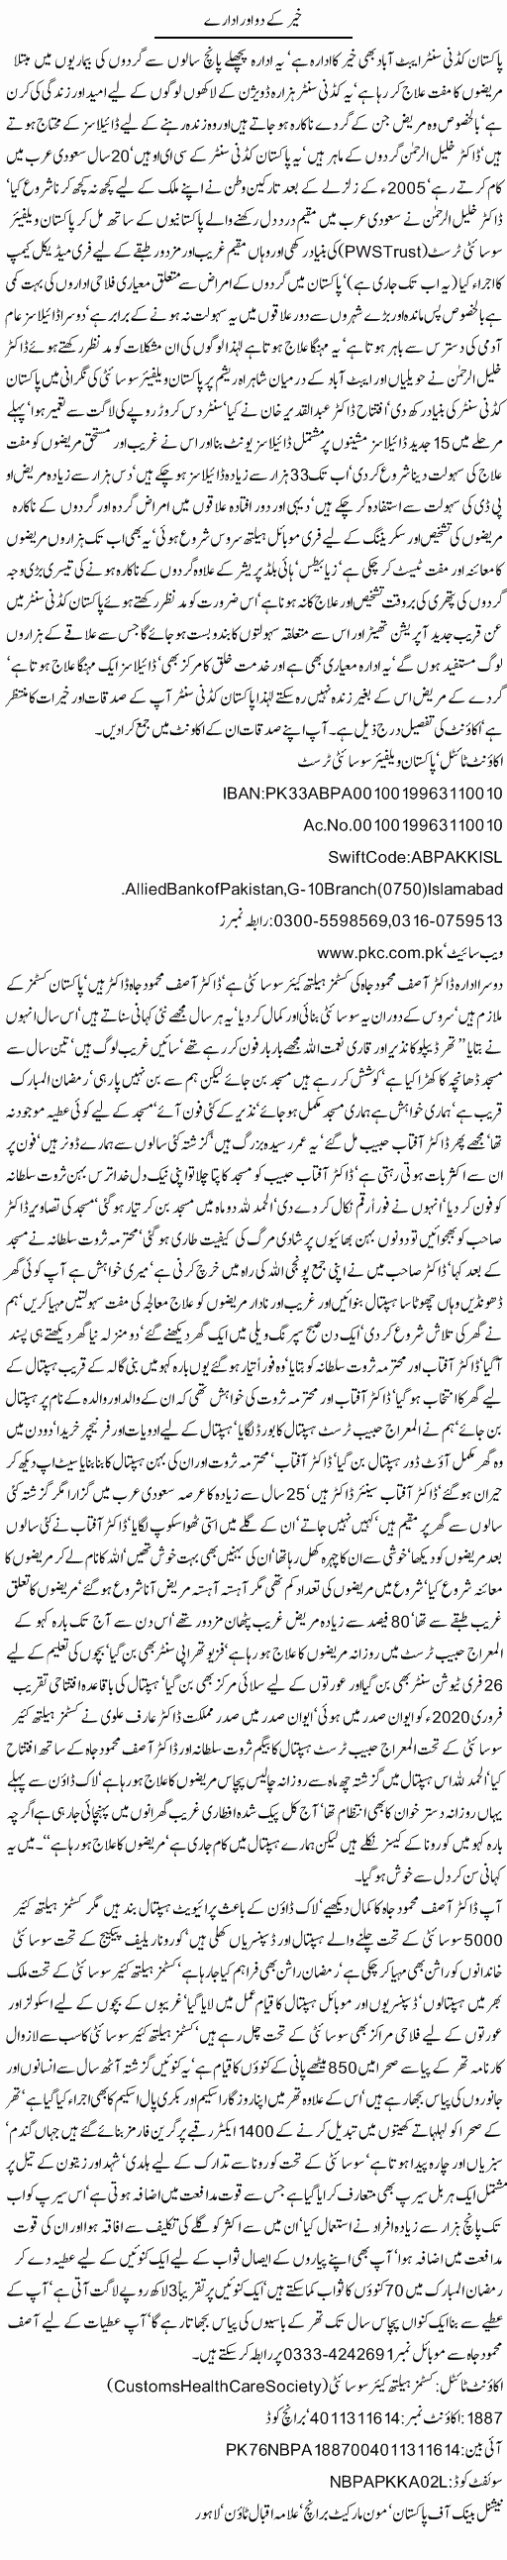 خیر کے دو اور ادارے
پاکستان کڈنی سنٹر ایبٹ آباد بھی خیر کا ادارہ ہے‘ یہ ادارہ پچھلے پانچ سالوں سے گردوں کی بیماریوں میں مبتلا
مریضوں کا مفت علاج کر رہا ہے‘ یہ کڈنی سنٹر ہزارہ ڈویژن کے لاکھوں لوگوں کے لیے امید اور زندگی کی کرن
ہے‘ بالخصوص وہ مریض جن کے گردے ناکارہ ہو جاتے ہیں اور وہ زندہ رہنے کے لیے ڈائیلاسز کے محتاج ہوتے
ہیں‘ ڈاکٹر خلیل الرحمٰن گردوں کے ماہر ہیں‘ یہ پاکستان کڈنی سنٹر کے سی ای او ہیں‘ 20 سال سعودی عرب میں
کام کرتے رہے‘ 2005ء کے زلزلے کے بعد تارکین وطن نے اپنے ملک کے لیے کچھ نہ کچھ کرنا شروع کیا‘
ڈاکٹر خلیل الرحمٰن نے سعودی عرب میں مقیم درد دل رکھنے والے پاکستانیوں کے ساتھ مل کر پاکستان ویلفیئر
سوسائٹی ٹرسٹ (PWSTrust) کی بنیاد رکھی اور وہاں مقیم غریب اور مزدور طبقے کے لیے فری میڈیکل کیمپ
کا اجراء کیا (یہ اب تک جاری ہے)‘ پاکستان میں گردوں کے امراض سے متعلق معیاری فلاحی اداروں کی بہت کمی
ہے بالخصوص پس ماندہ اور بڑے شہروں سے دور علاقوں میں یہ سہولت نہ ہونے کے برابر ہے‘ دوسرا ڈائیلاسز عام
آدمی کی دسترس سے باہر ہوتا ہے‘ یہ مہنگا علاج ہوتا ہے لہٰذا لوگوں کی ان مشکلات کو مد نظر رکھتے ہوئے ڈاکٹر
خلیل الرحمٰن نے حویلیاں اور ایبٹ آباد کے درمیان شاہراہ ریشم پر پاکستان ویلفیئر سوسائٹی کی نگرانی میں پاکستان
کڈنی سنٹر کی بنیاد رکھ دی‘ افتتاح ڈاکٹر عبدالقدیر خان نے کیا‘ سنٹر دس کروڑ روپے کی لاگت سے تعمیر ہوا‘ پہلے
مرحلے میں 15 جدید ڈائیلاسز مشینوں پر مشتمل ڈائیلاسز یونٹ بنا اور اس نے غریب اور مستحق مریضوں کو مفت
علاج کی سہولت دینا شروع کر دی‘ اب تک 33 ہزار سے زیادہ ڈائیلاسز ہو چکے ہیں‘ دس ہزار سے زیادہ مریض او
پی ڈی کی سہولت سے استفادہ کر چکے ہیں‘ دیہی اور دور افتادہ علاقوں میں امراض گردہ اور گردوں کے ناکارہ
مریضوں کی تشخیص اور سکریننگ کے لیے فری موبائل ہیلتھ سروس شروع ہوئی‘ یہ بھی اب تک ہزاروں مریضوں
کا معائنہ اور مفت ٹیسٹ کر چکی ہے‘ زیابیطس‘ ہائی بلڈ پریشر کے علاوہ گردوں کے ناکارہ ہونے کی تیسری بڑی وجہ
گردوں کی پتھری کی بروقت تشخیص اور علاج کا نہ ہونا ہے‘ اس ضرورت کو مد نظر رکھتے ہوئے پاکستان کڈنی سنٹر میں
عن قریب جدید آپریشن تھیٹر اور اس سے متعلقہ سہولتوں کا بندوبست ہو جائے گا جس سے علاقے کے ہزاروں
لوگ مستفید ہوں گے‘ یہ ادارہ معیاری بھی ہے اور خدمت خلق کا مرکز بھی‘ ڈائیلاسز ایک مہنگا علاج ہوتا ہے‘
گردے کے مریض اس کے بغیر زندہ نہیں رہ سکتے لہٰذا پاکستان کڈنی سنٹر آپ کے صدقات اور خیرات کا منتظر
ہے‘ اکاؤنٹ کی تفصیل درج ذیل ہے۔ آپ اپنے صدقات ان کے اکاؤنٹ میں جمع کرا دیں۔
اکاؤنٹ ٹائٹل‘ پاکستان ویلفیئر سوسائٹی ٹرسٹ
IBAN:PK33ABPA0010019963110010
Ac.No.0010019963110010
SwiftCode:ABPAKKISL
.AlliedBankofPakistan,G-10Branch(0750)Islamabad
رابطہ نمبرز:0300-5598569,0316-0759513
ویب سائیٹ‘ www.pkc.com.pk
دوسرا ادارہ ڈاکٹر آصف محمود جاہ کی کسٹمز ہیلتھ کیئر سوسائٹی ہے‘ ڈاکٹر آصف محمود جاہ ڈاکٹر ہیں‘ پاکستان کسٹمز کے
ملازم ہیں‘ سروس کے دوران یہ سوسائٹی بنائی اور کمال کر دیا‘ یہ ہر سال مجھے نئی کہانی سناتے ہیں‘ اس سال انہوں
نے بتایا ’’تھر ڈیپلو کا نذیر اور قاری نعمت اللہ مجھے بار بار فون کر رہے تھے‘ سائیں غریب لوگ ہیں‘ تین سال سے
مسجد ڈھانچہ کا کھڑا کیا ہے‘ کوشش کر رہے ہیں مسجد بن جائے لیکن ہم سے بن نہیں پا رہی‘ رمضان المبارک
قریب ہے‘ ہماری خواہش ہے ہماری مسجد مکمل ہو جائے‘ نذیر کے کئی فون آئے‘ مسجد کے لیے کوئی عطیہ موجود نہ
تھا‘ مجھے پھر ڈاکٹر آفتاب حبیب مل گئے‘ یہ عمر رسیدہ بزرگ ہیں‘ گزشتہ کئی سالوں سے ہمارے ڈونر ہیں‘ فون پر
ان سے اکثر بات ہوتی رہتی ہے‘ ڈاکٹر آفتاب حبیب کو مسجد کا پتا چلا تو اپنی نیک دل خدا ترس بہن ثروت سلطانہ
کو فون کر دیا‘ انہوں نے فوراً رقم نکال کر دے دی‘ الحمد للہ دو ماہ میں مسجد بن کر تیار ہو گئی‘ مسجد کی تصاویر ڈاکٹر
صاحب کو بھجوائیں تو دونوں بہن بھائیوں پر شادی مرگ کی کیفیت طاری ہو گئی‘ محترمہ ثروت سلطانہ نے مسجد
کے بعد کہا‘ ڈاکٹر صاحب میں نے اپنی جمع پونجی اللہ کی راہ میں خرچ کرنی ہے‘ میری خواہش ہے آپ کوئی گھر
ڈھونڈیں وہاں چھوٹا سا ہسپتال بنوائیں اور غریب اور نادار مریضوں کو علاج معالجہ کی مفت سہولتیں مہیا کریں‘ ہم
نے گھر کی تلاش شروع کر دی‘ ایک دن صبح سپرنگ ویلی میں ایک گھر دیکھنے گئے‘ دو منزلہ نیا گھر دیکھتے ہی پسند
آ گیا‘ ڈاکٹر آفتاب اور محترمہ ثروت سلطانہ کو بتایا‘ وہ فوراً تیار ہو گئے یوں بارہ کہو میں بنی گالہ کے قریب ہسپتال کے
لیے گھر کا انتخاب ہو گیا‘ ڈاکٹر آفتاب اور محترمہ ثروت کی خواہش تھی کہ ان کے والد اور والدہ کے نام پر ہسپتال
بن جائے‘ ہم نے المعراج حبیب ٹرسٹ ہسپتال کا بورڈ لگایا‘ ہسپتال کے لیے ادویات اور فرنیچر خریدا‘ دو دن میں
وہ گھر مکمل آؤٹ ڈور ہسپتال بن گیا‘ ڈاکٹر آفتاب‘ محترمہ ثروت اور ان کی بہن ہسپتال کا بنا بنایا سیٹ اپ دیکھ کر
حیران ہو گئے‘ ڈاکٹر آفتاب سینئر ڈاکٹر ہیں‘ 25 سال سے زیادہ کا عرصہ سعودی عرب میں گزارا مگر گزشتہ کئی
سالوں سے گھر پر مقیم ہیں‘ کہیں نہیں جاتے‘ ان کے گلے میں اسٹیتھو اسکوپ لگایا‘ ڈاکٹر آفتاب نے کئی سالوں
بعد مریضوں کو دیکھا‘ خوشی سے ان کا چہرہ کھل رہا تھا‘ ان کی بہنیں بھی بہت خوش تھیں‘ اللہ کا نام لے کر مریضوں کا
معائنہ شروع کیا‘ شروع میں مریضوں کی تعداد کم تھی مگر آہستہ آہستہ مریض آنا شروع ہو گئے‘ مریضوں کا تعلق
غریب طبقے سے تھا‘ 80 فیصد سے زیادہ مریض غریب پٹھان مزدور تھے‘ اس دن سے آج تک بارہ کہو کے
المعراج حبیب ٹرسٹ میں روزانہ مریضوں کا علاج ہو رہا ہے‘ فزیو تھراپی سنٹر بھی بن گیا‘ بچوں کی تعلیم کے لیے
26 فری ٹیوشن سنٹر بھی بن گیا اور عورتوں کے لیے سلائی مرکز بھی بن گیا‘ ہسپتال کی باقاعدہ افتتاحی تقریب
فروری 2020ء کو ایوان صدر میں ہوئی‘ ایوان صدر میں صدر مملکت ڈاکٹر عارف علوی نے کسٹمز ہیلتھ کئیر
سوسائٹی کے تحت المعراج حبیب ٹرسٹ ہسپتال کا بیگم ثروت سلطانہ اور ڈاکٹر آصف محمود جاہ کے ساتھ افتتاح
کیا‘ الحمد للہ اس ہسپتال میں گزشتہ چھ ماہ سے روزانہ چالیس پچاس مریضوں کا علاج ہو رہا ہے‘ لاک ڈاؤن سے پہلے
یہاں روزانہ دستر خوان کا بھی انتظام تھا‘ آج کل پیک شدہ افطاری غریب گھرانوں میں پہنچائی جا رہی ہے اگرچہ
بارہ کہو میں کورونا کے کیسز نکلے ہیں لیکن ہمارے ہسپتال میں کام جاری ہے‘ مریضوں کا علاج ہو رہا ہے‘‘۔ میں یہ
کہانی سن کر دل سے خوش ہو گیا۔
آپ ڈاکٹر آصف محمود جاہ کا کمال دیکھیے‘ لاک ڈاؤن کے باعث پرائیویٹ ہسپتال بند ہیں مگر کسٹمز ہیلتھ کئیر
5000 سوسائٹی کے تحت چلنے والے ہسپتال اور ڈسپنسریاں کھلی ہیں‘ کورونا ریلیف پیکیج کے تحت سوسائٹی
خاندانوں کو راشن بھی مہیا کر چکی ہے‘ رمضان راشن بھی فراہم کیا جا رہا ہے‘ کسٹمز ہیلتھ کئیر سوسائٹی کے تحت ملک
بھر میں ہسپتالوں‘ ڈسپنسریوں اور موبائل ہسپتال کا قیام عمل میں لایا گیا‘ غریبوں کے بچوں کے لیے اسکولز اور
عورتوں کے لیے فلاحی مراکز بھی سوسائٹی کے تحت چل رہے ہیں‘ کسٹمز ہیلتھ کئیر سوسائٹی کا سب سے لازوال
کارنامہ تھر کے پیاسے صحرا میں 850 میٹھے پانی کے کنوؤں کا قیام ہے‘ یہ کنوئیں گزشتہ آٹھ سال سے انسانوں اور
جانوروں کی پیاس بجھا رہے ہیں‘ اس کے علاوہ تھر میں اپنا روزگار اسکیم اور بکری پال اسکیم کا بھی اجراء کیا گیا ہے‘ تھر
کے صحرا کو لہلہاتے کھیتوں میں تبدیل کرنے کے لیے 1400 ایکٹر رقبے پر گرین فارمز بنائے گئے ہیں جہاں گندم‘
سبزیاں اور چارہ پیدا ہوتا ہے‘ سوسائٹی کے تحت کورونا سے تدارک کے لیے ہلدی‘ شہد اور زیتون کے تیل پر
مشتمل ایک ہربل سیرپ بھی متعارف کرایا گیا ہے جس سے قوت مدافعت میں اضافہ ہوتی ہے‘ اس سیرپ کو اب
تک پانچ ہزار سے زیادہ افراد نے استعمال کیا‘ ان میں سے اکثر کو گلے کی تکلیف سے افاقہ ہوا اور ان کی قوت
مدافعت میں اضافہ ہوا‘ آپ بھی اپنے پیاروں کے ایصال ثواب کے لیے ایک کنوئیں کے لیے عطیہ دے کر
رمضان المبارک میں 70 کنوؤں کا ثواب کما سکتے ہیں‘ ایک کنوئیں پر تقریباً 3 لاکھ روپے لاگت آتی ہے‘ آپ کے
عطیے سے بنا ایک کنواں پچاس سال تک تھر کے باسیوں کی پیاس بجھاتا رہے گا‘ آپ عطیات کے لیے آصف
محمود جاہ سے موبائل نمبر 0333-4242691 پر رابطہ کر سکتے ہیں۔
اکاؤنٹ ٹائٹل: کسٹمز ہیلتھ کیئر سوسائٹی (CustomsHealthCareSociety)
1887: اکاؤنٹ نمبر: 4011311614‘ برانچ کوڈ
آئی بین: PK76NBPA1887004011311614
سوئفٹ کوڈ: NBPAPKKA02L
نیشنل بینک آف پاکستان‘ مون مارکیٹ برانچ‘ علامہ اقبال ٹاؤن‘ لاہور